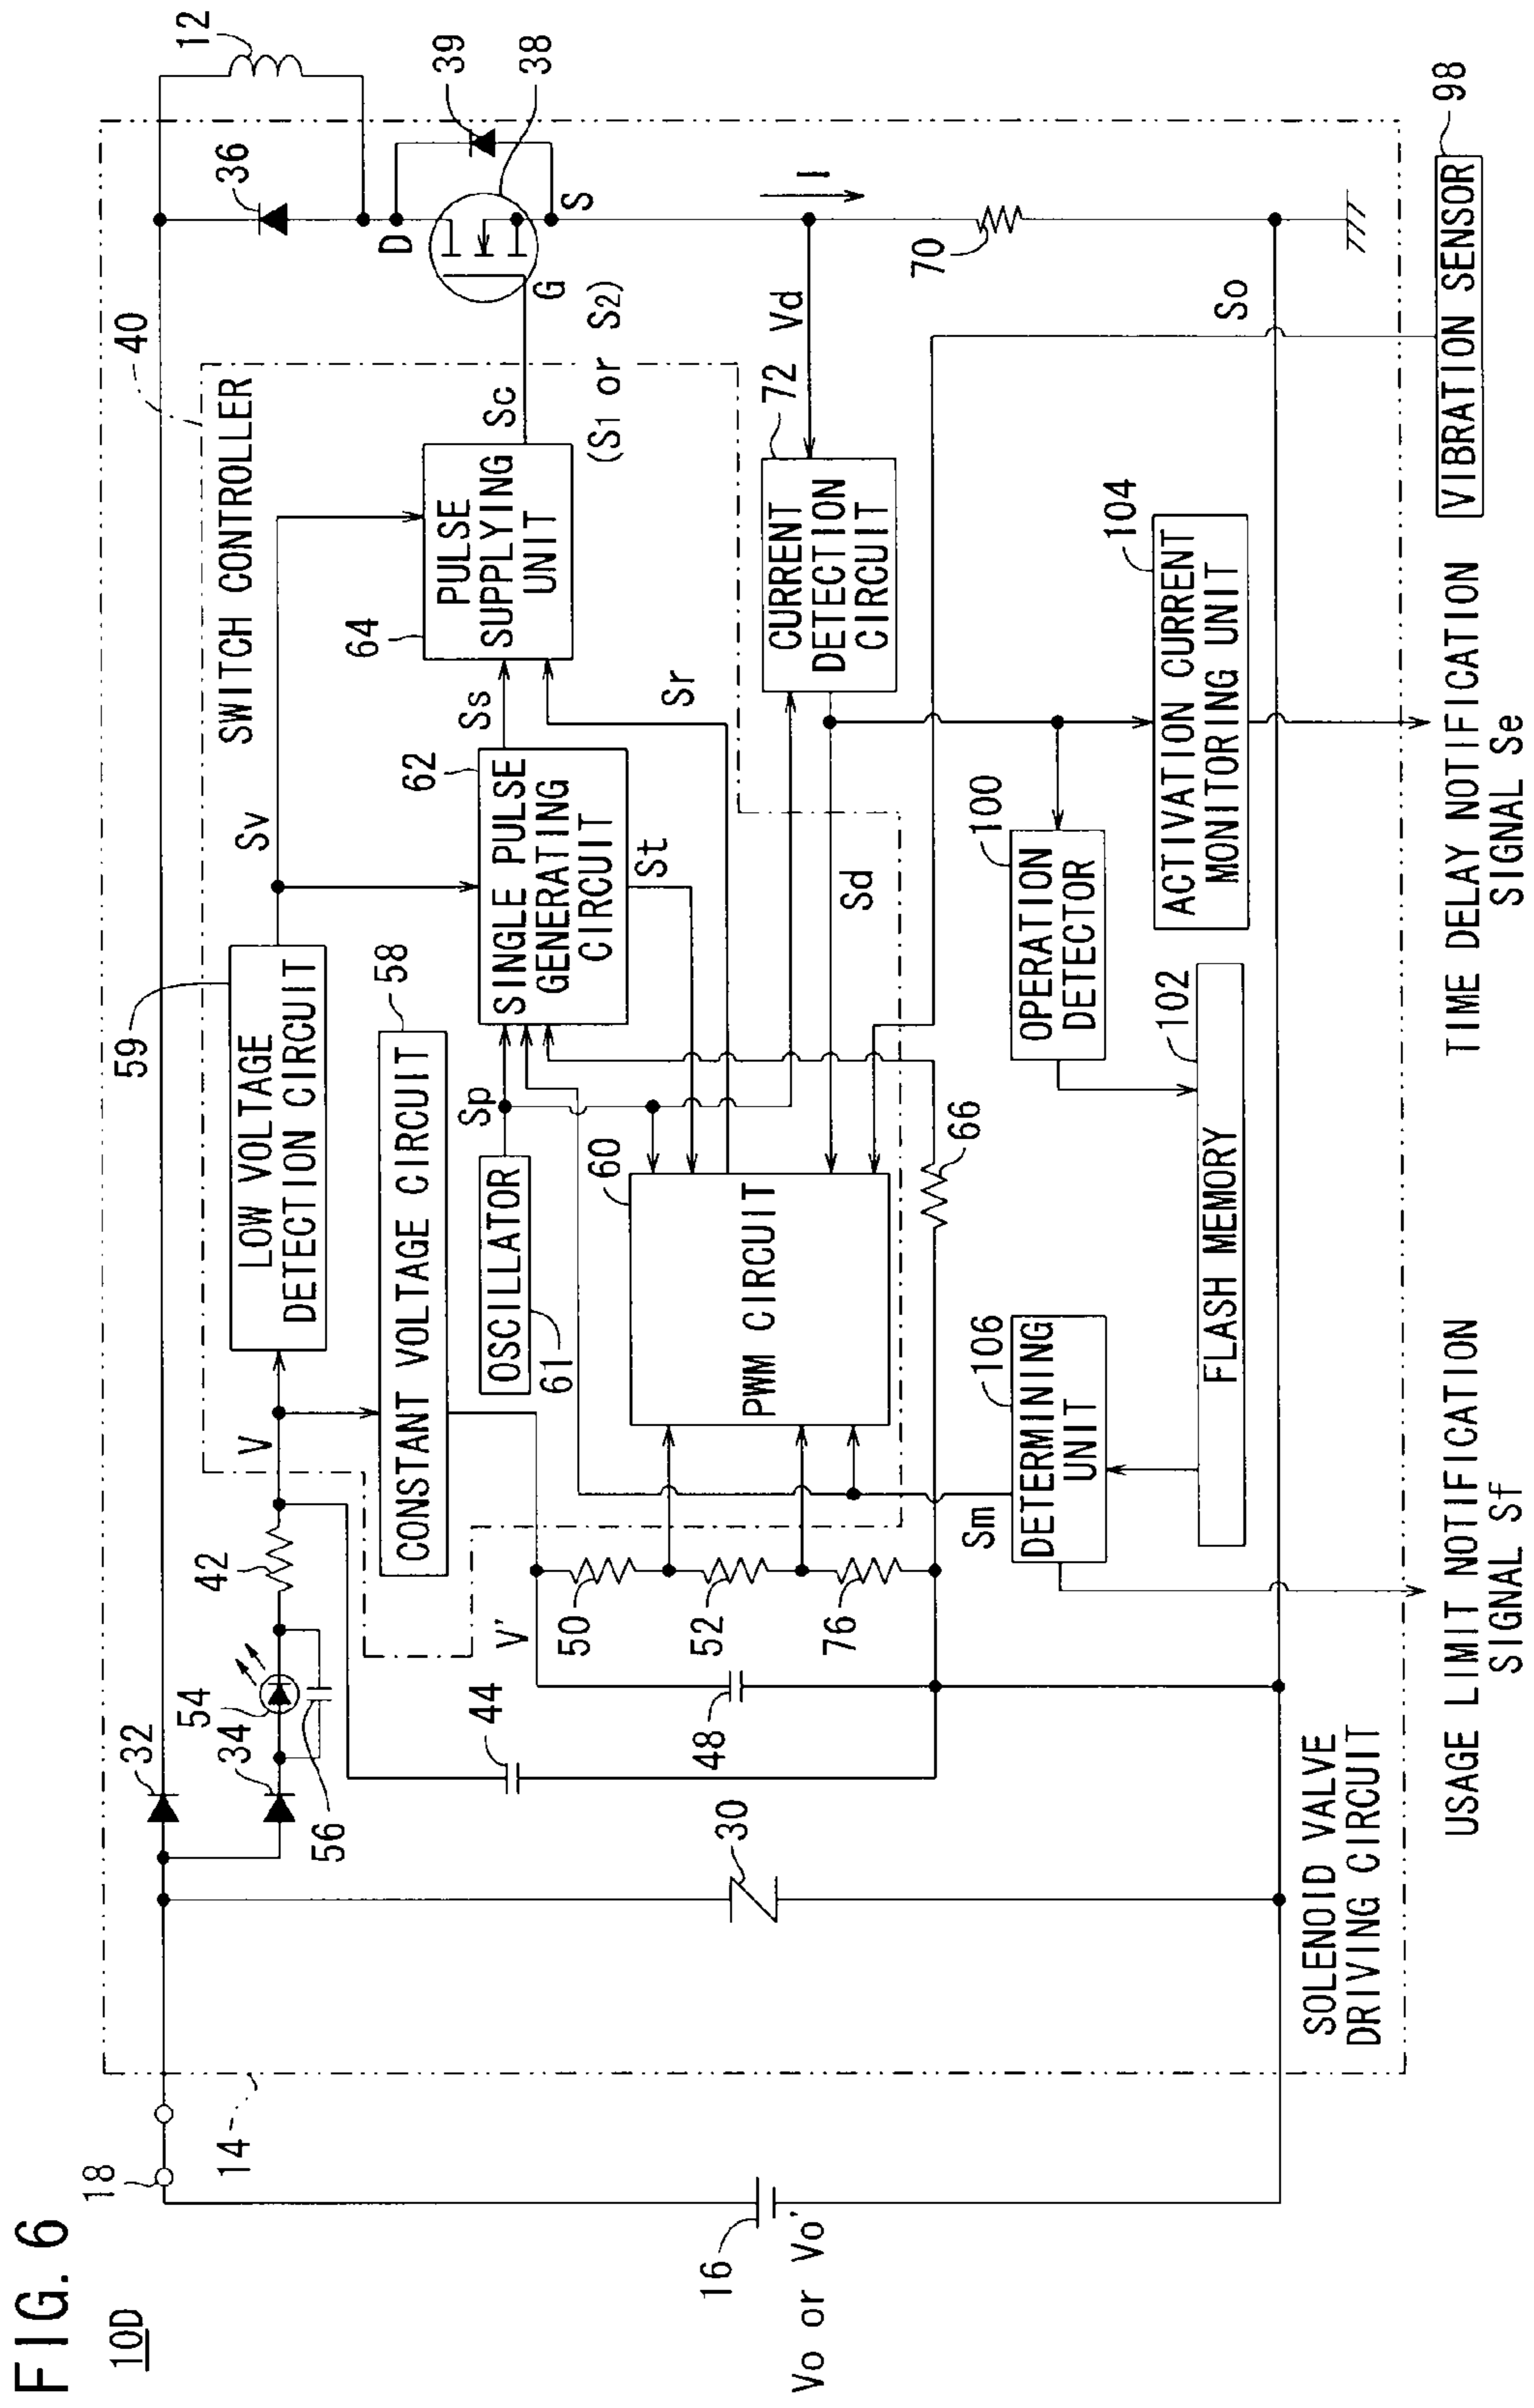 FIG. 6
10D
18
14
16
Vo or Vo'
32
34
54
56
42
44
48
30
V
V'
50
52
76
59
LOW VOLTAGE
DETECTION CIRCUIT
58
CONSTANT VOLTAGE CIRCUIT
Sv
40
SWITCH CONTROLLER
OSCILLATOR
61
Sp
60
PWM CIRCUIT
62
SINGLE PULSE
GENERATING
CIRCUIT
Ss
St
Sr
64
PULSE
SUPPLYING
UNIT
Sc
(S1 or S2)
36
12
39
38
D
G
S
I
70
Vd
72
CURRENT
DETECTION
CIRCUIT
Sd
So
66
Sm
106
DETERMINING
UNIT
100
OPERATION
DETECTOR
102
FLASH MEMORY
104
ACTIVATION CURRENT
MONITORING UNIT
98
VIBRATION SENSOR
SOLENOID VALVE
DRIVING CIRCUIT
USAGE LIMIT NOTIFICATION
SIGNAL Sf
TIME DELAY NOTIFICATION
SIGNAL Se